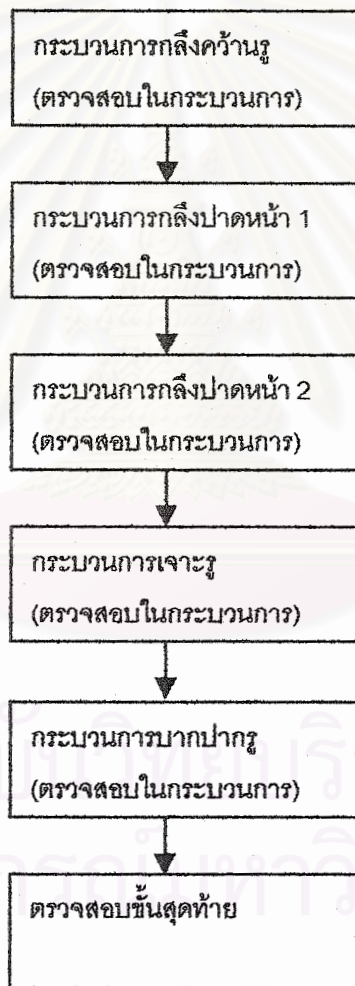 กระบวนการกลึงคว้านรู
(ตรวจสอบในกระบวนการ)
กระบวนการกลึงปาดหน้า 1
(ตรวจสอบในกระบวนการ)
กระบวนการกลึงปาดหน้า 2
(ตรวจสอบในกระบวนการ)
กระบวนการเจาะรู
(ตรวจสอบในกระบวนการ)
กระบวนการบากปากรู
(ตรวจสอบในกระบวนการ)
ตรวจสอบขั้นสุดท้าย